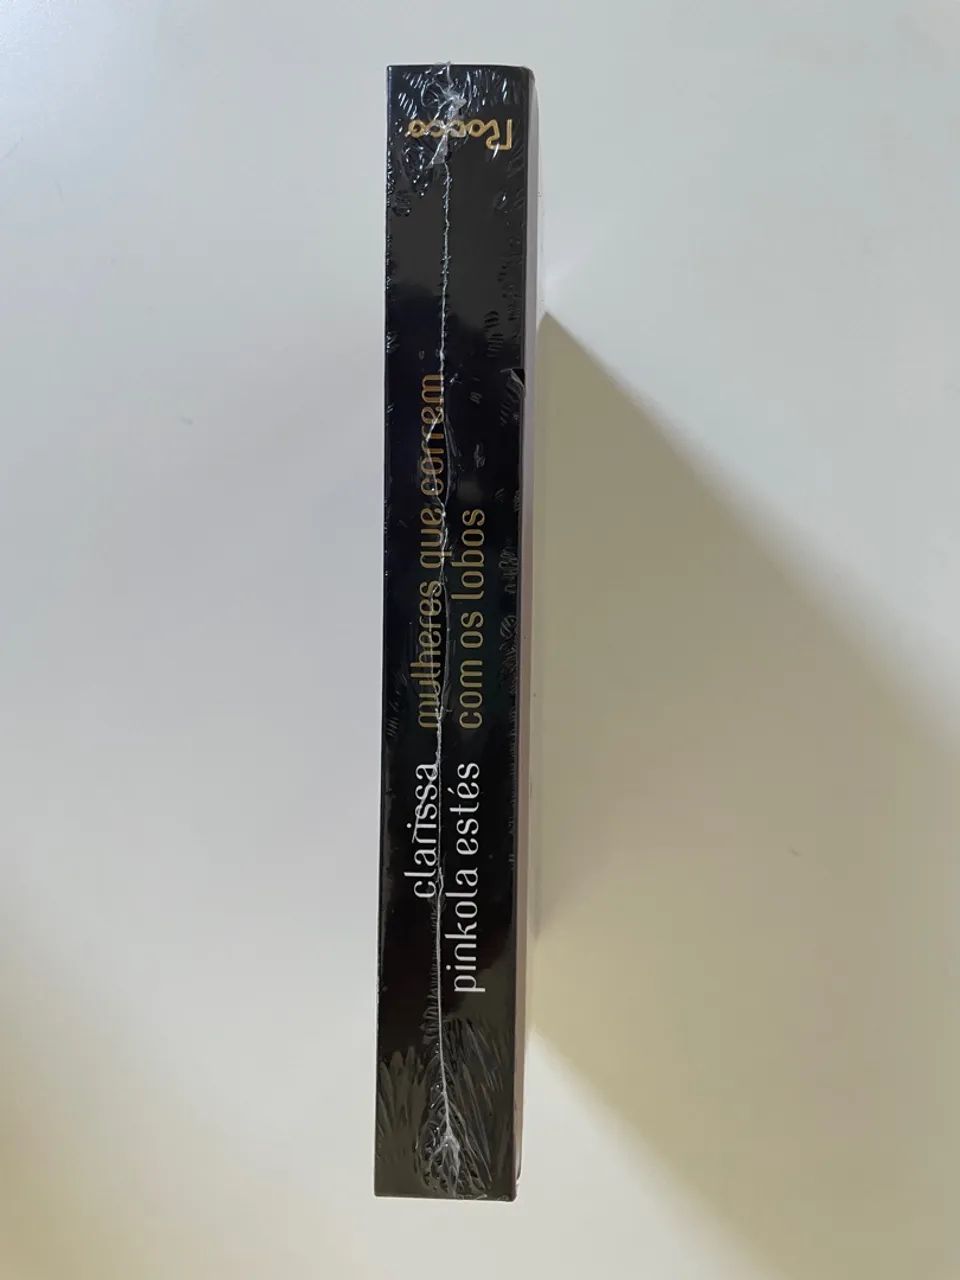 clarissa
pinkola estés
mulheres que correm
com os lobos
Rocco